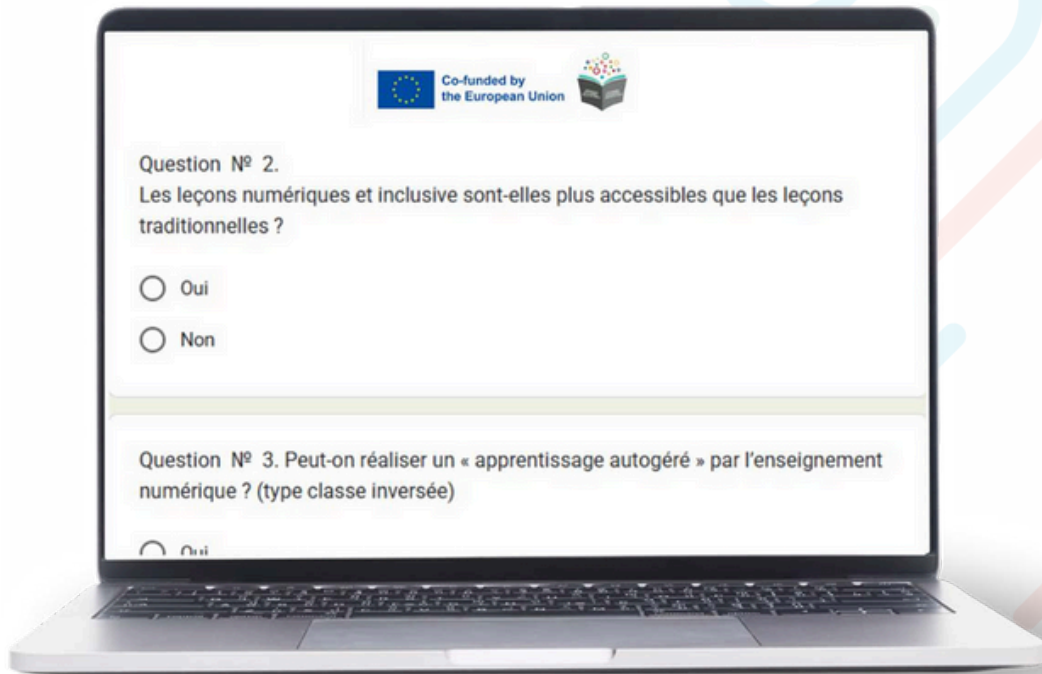 Co-funded by
the European Union
Question № 2.
Les leçons numériques et inclusive sont-elles plus accessibles que les leçons
traditionnelles ?
Oui
Non
Question № 3. Peut-on réaliser un « apprentissage autogéré » par l'enseignement
numérique ? (type classe inversée)
Oui